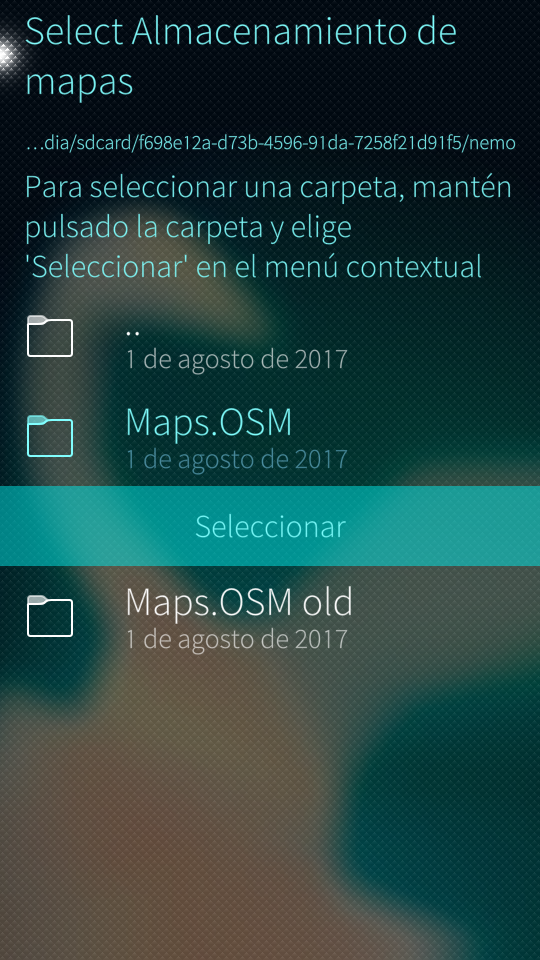 Select Almacenamiento de
mapas
…dia/sdcard/f698e12a-d73b-4596-91da-7258f21d91f5/nemo
Para seleccionar una carpeta, mantén
pulsado la carpeta y elige
'Seleccionar' en el menú contextual
..
1 de agosto de 2017
Maps.OSM
1 de agosto de 2017
Seleccionar
Maps.OSM old
1 de agosto de 2017